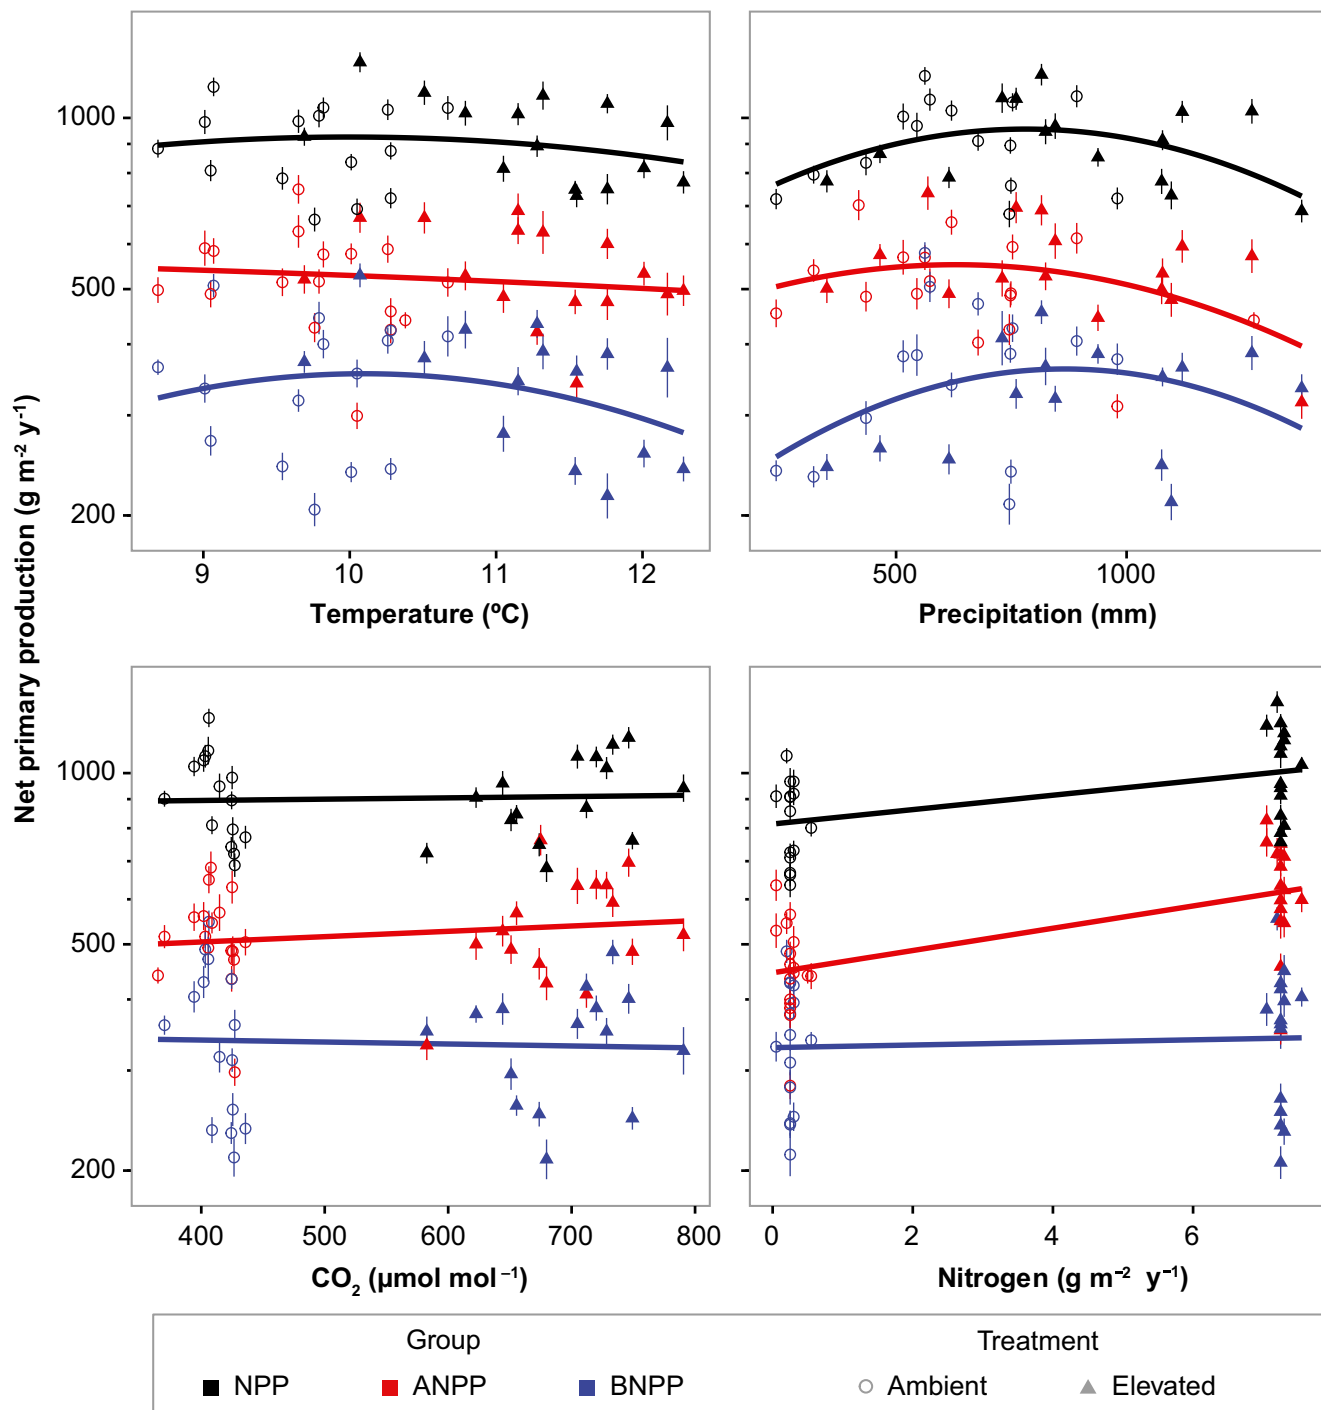 Net primary production (g m⁻² y⁻¹)
1000
500
200
9 10 11 12
Temperature (ºC)
500 1000
Precipitation (mm)
1000
500
200
400 500 600 700 800
CO₂ (µmol mol⁻¹)
0 2 4 6
Nitrogen (g m⁻² y⁻¹)
Group Treatment
NPP ANPP BNPP Ambient Elevated